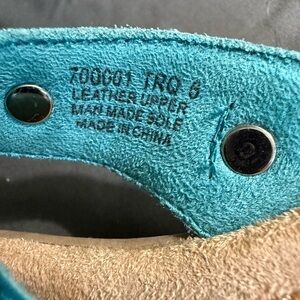 700001 TRQ 6
LEATHER UPPER
MAN MADE SOLE
MADE IN CHINA